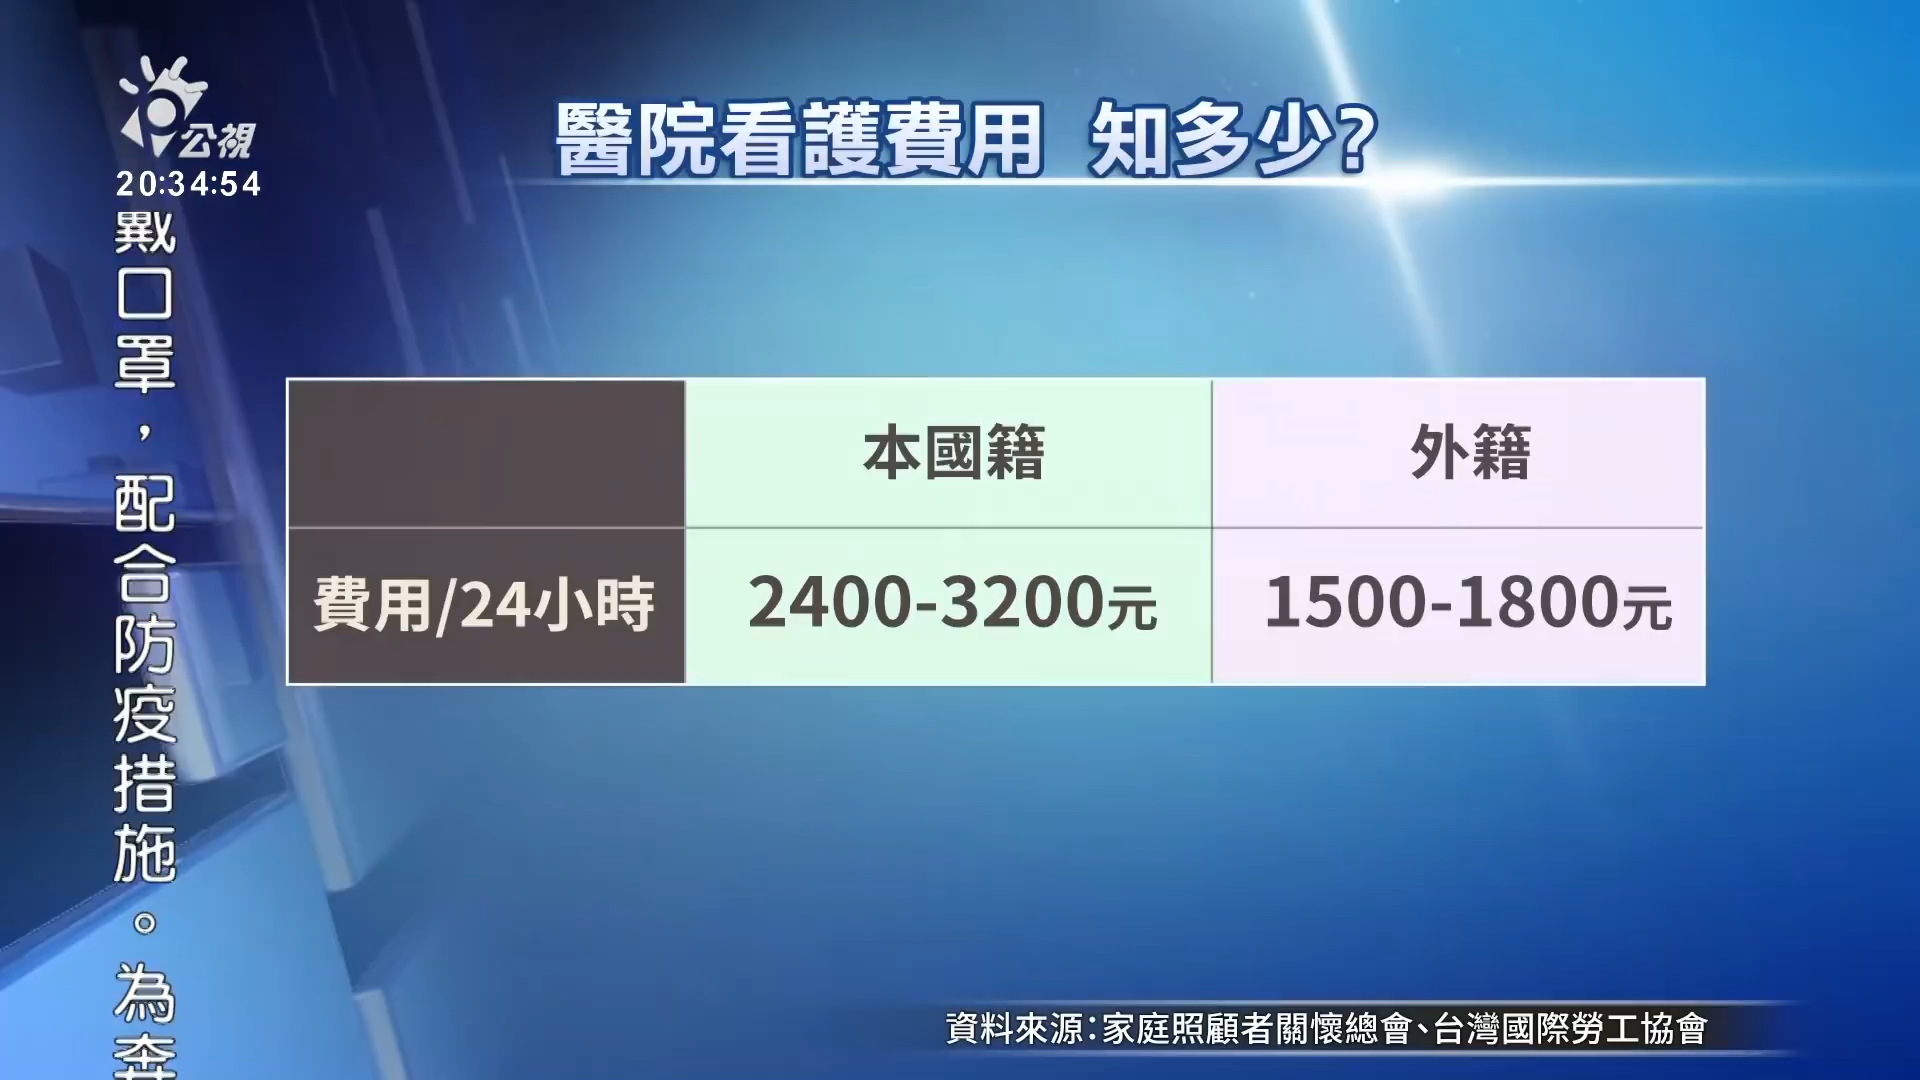 公視
20:34:54
醫院看護費用 知多少?
本國籍 外籍
費用/24小時 2400-3200元 1500-1800元
戴口罩，配合防疫措施。為
資料來源:家庭照顧者關懷總會、台灣國際勞工協會